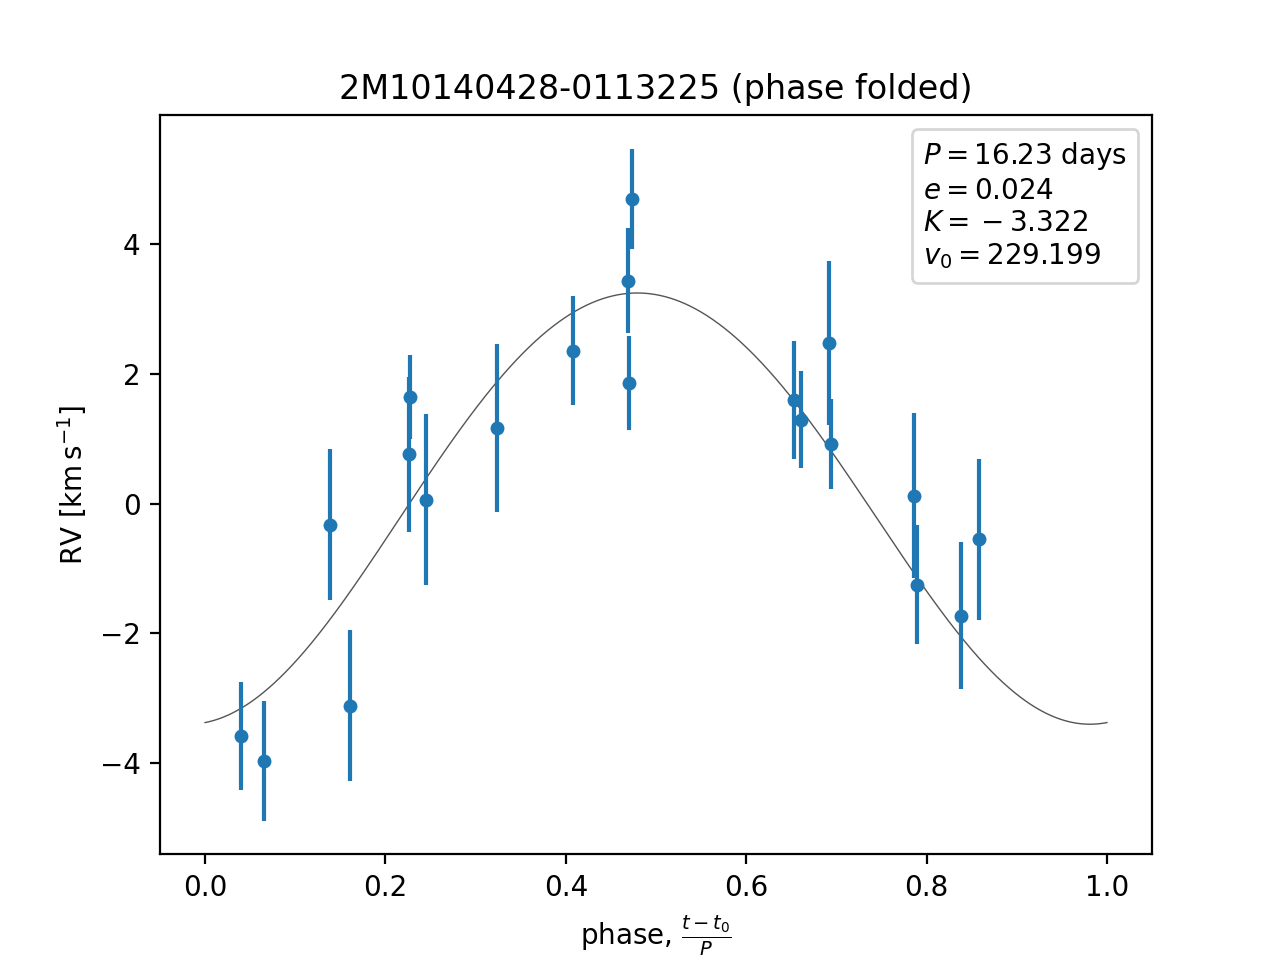 2M10140428-0113225 (phase folded)
P = 16.23 days
e = 0.024
K = −3.322
v₀ = 229.199
RV [km s⁻¹]
4
2
0
−2
−4
0.0 0.2 0.4 0.6 0.8 1.0
phase, (t − t₀)/P